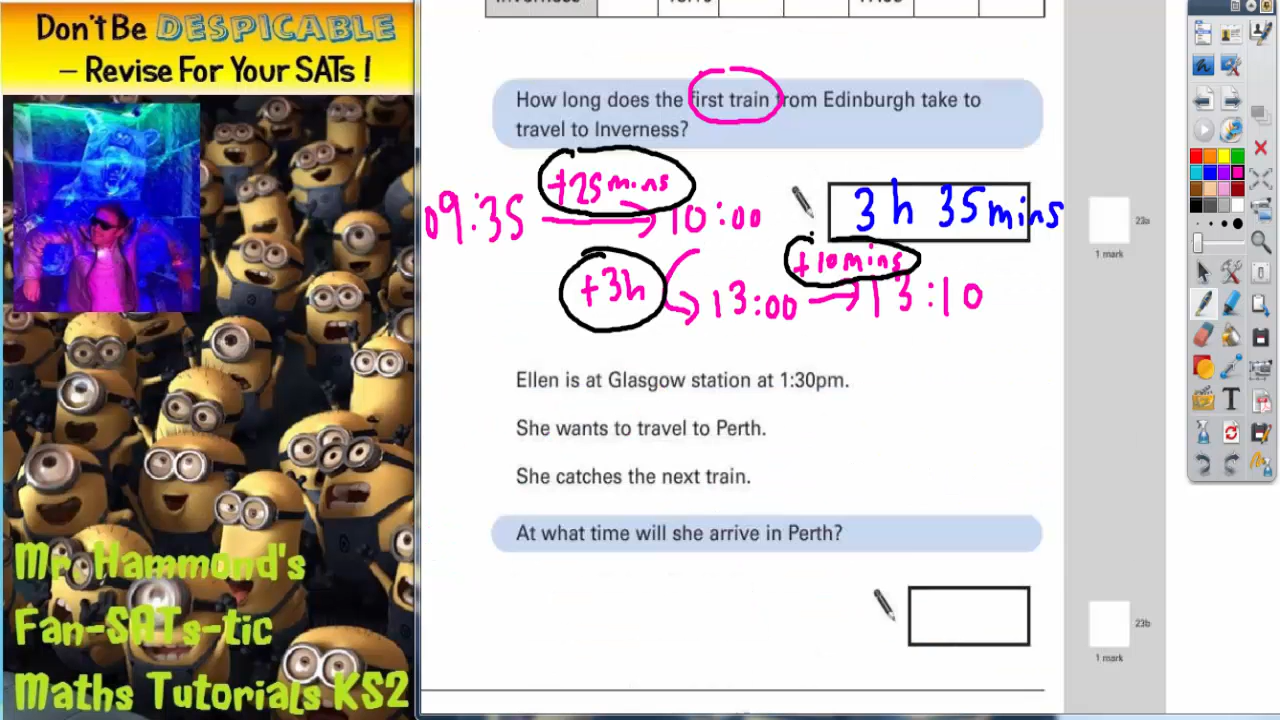 Don't Be DESPICABLE
– Revise For Your SATs !
Mr. Hammond's
Fan-SATs-tic
Maths Tutorials KS2
Inverness
How long does the first train from Edinburgh take to
travel to Inverness?
+25mins
09:35 10:00
3 h 35mins
+10mins
+3h
13:00 13:10
23a
1 mark
Ellen is at Glasgow station at 1:30pm.
She wants to travel to Perth.
She catches the next train.
At what time will she arrive in Perth?
23b
1 mark